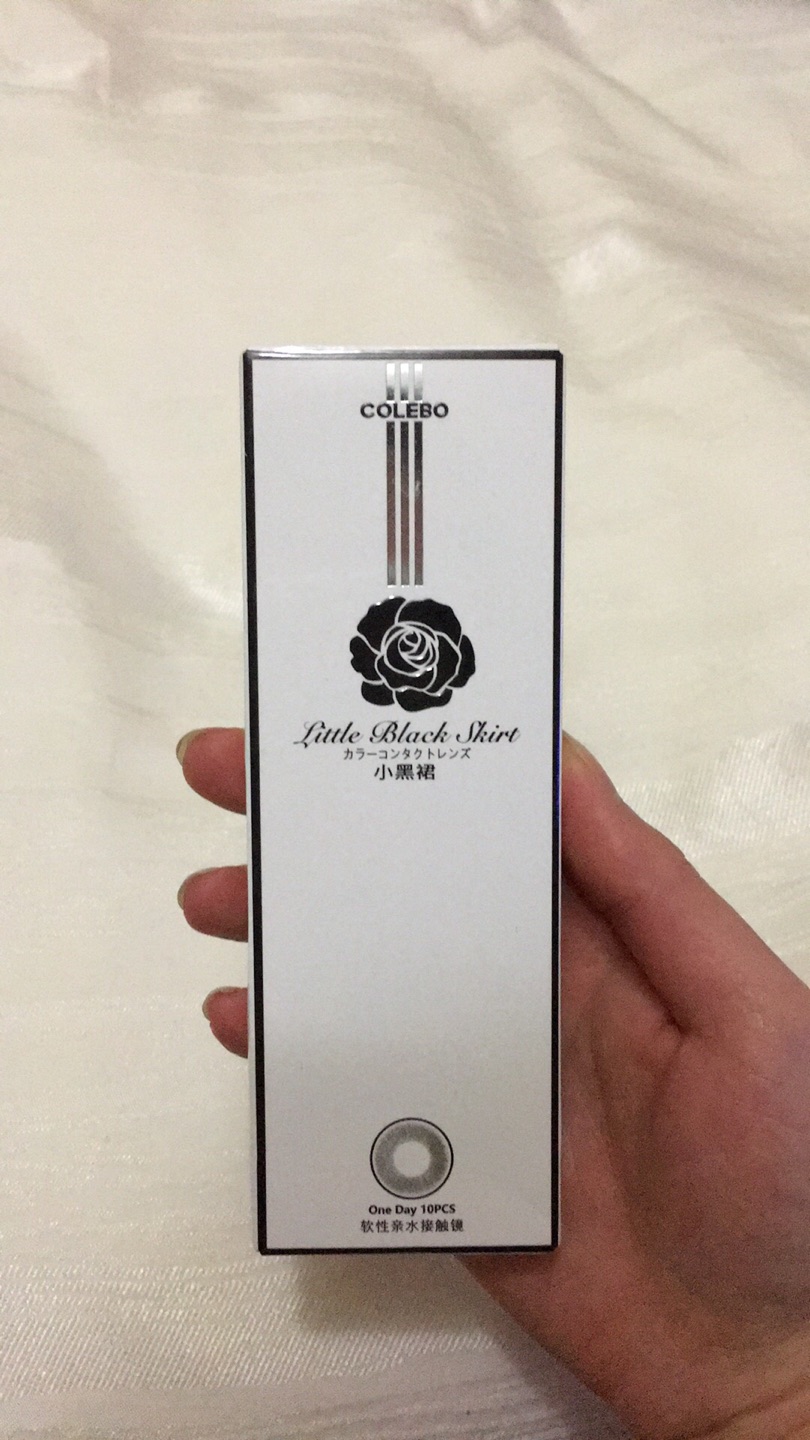 COLEBO
Little Black Skirt
カラーコンタクトレンズ
小黑裙
One Day 10PCS
软性亲水接触镜